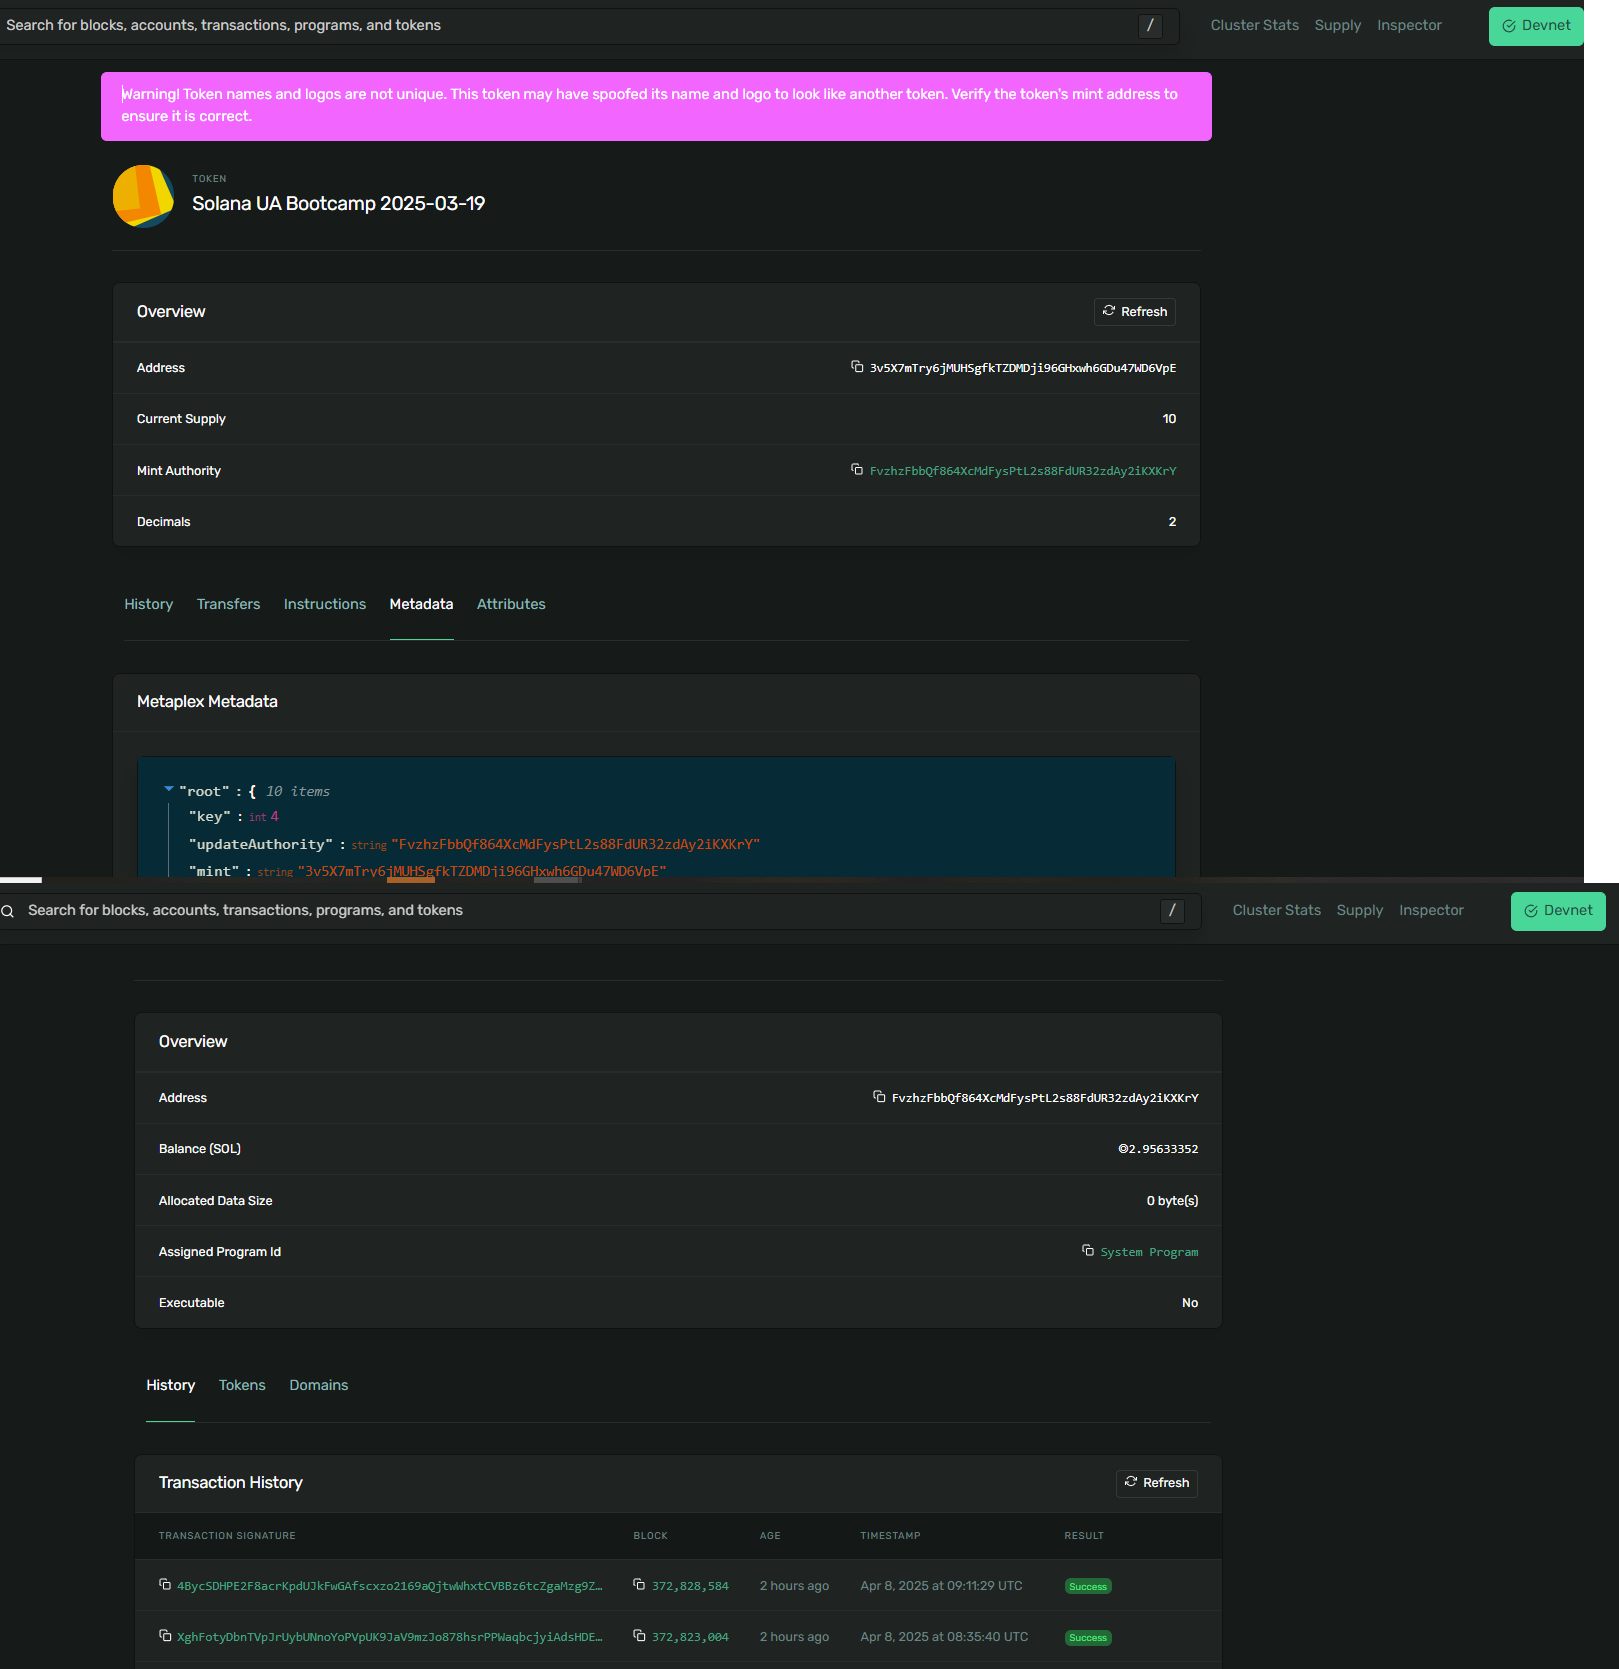 Search for blocks, accounts, transactions, programs, and tokens / Cluster Stats Supply Inspector Devnet
Warning! Token names and logos are not unique. This token may have spoofed its name and logo to look like another token. Verify the token's mint address to
ensure it is correct.
TOKEN
Solana UA Bootcamp 2025-03-19
Overview Refresh
Address 3v5X7mTry6jMUHSgfkTZDMDji96GHxwh6GDu47WD6VpE
Current Supply 10
Mint Authority FvzhzFbbQf864XcMdFysPtL2s88FdUR32zdAy2iKXKrY
Decimals 2
History Transfers Instructions Metadata Attributes
Metaplex Metadata
"root" : { 10 items
"key" : int 4
"updateAuthority" : string "FvzhzFbbQf864XcMdFysPtL2s88FdUR32zdAy2iKXKrY"
"mint" : string "3v5X7mTry6jMUHSgfkTZDMDji96GHxwh6GDu47WD6VpE"
Search for blocks, accounts, transactions, programs, and tokens / Cluster Stats Supply Inspector Devnet
Overview
Address FvzhzFbbQf864XcMdFysPtL2s88FdUR32zdAy2iKXKrY
Balance (SOL) ◎2.95633352
Allocated Data Size 0 byte(s)
Assigned Program Id System Program
Executable No
History Tokens Domains
Transaction History Refresh
TRANSACTION SIGNATURE BLOCK AGE TIMESTAMP RESULT
4BycSDHPE2F8acrKpdUJkFwGAfscxzo2169aQjtwWhxtCVBBz6tcZgaMzg9Z… 372,828,584 2 hours ago Apr 8, 2025 at 09:11:29 UTC Success
XghFotyDbnTVpJrUybUNnoYoPVpUK9JaV9mzJo878hsrPPWaqbcjyiAdsHDE… 372,823,004 2 hours ago Apr 8, 2025 at 08:35:40 UTC Success